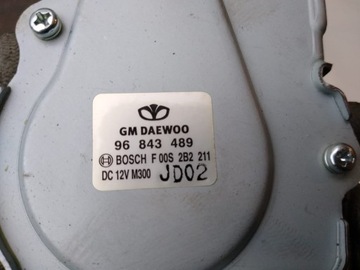 GM DAEWOO
96 843 489
BOSCH F 00S 2B2 211
DC 12V M300 JD02